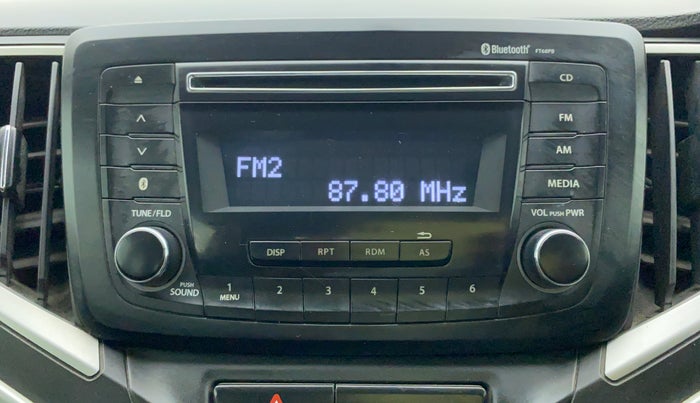 Bluetooth®
CD
FM
AM
MEDIA
FM2
87.80 MHz
TUNE/FLD
VOL PUSH PWR
DISP RPT RDM AS
PUSH
SOUND
1 2 3 4 5 6
MENU